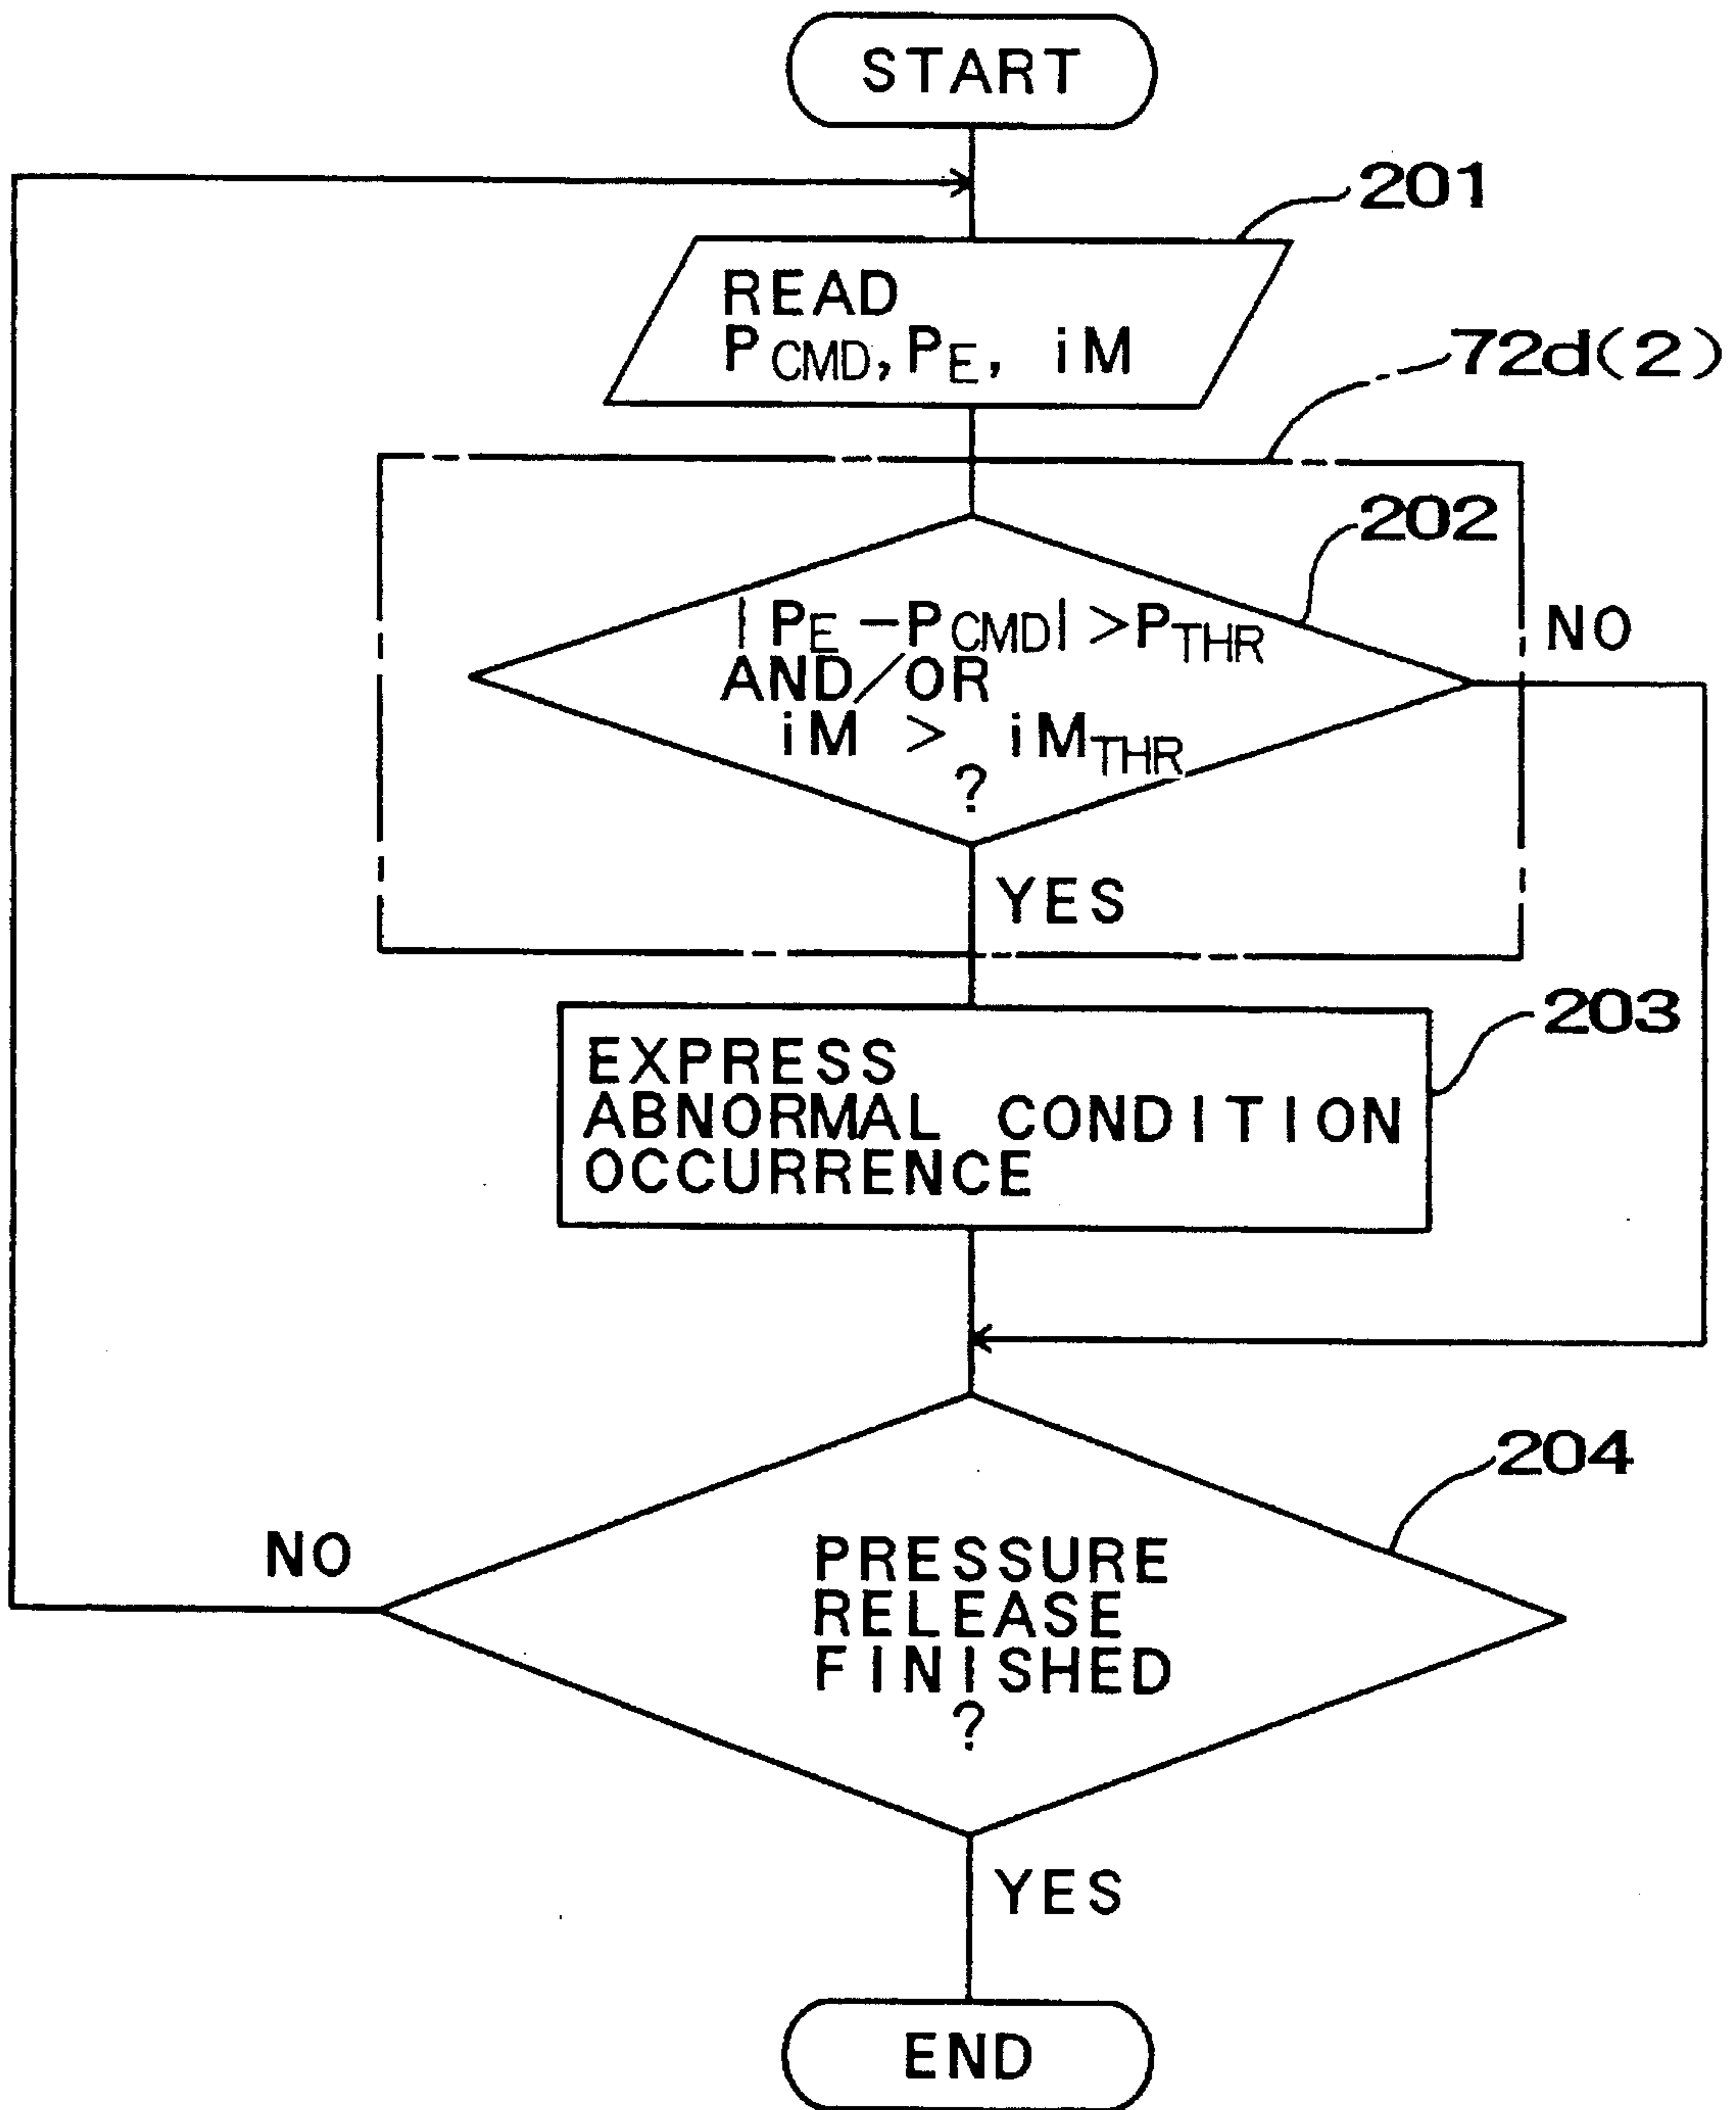 START
201
READ
PCMD, PE, iM
72d(2)
202
|PE-PCMD|>PTHR
AND/OR
iM > iMTHR
?
NO
YES
203
EXPRESS
ABNORMAL CONDITION
OCCURRENCE
204
NO
PRESSURE
RELEASE
FINISHED
?
YES
END